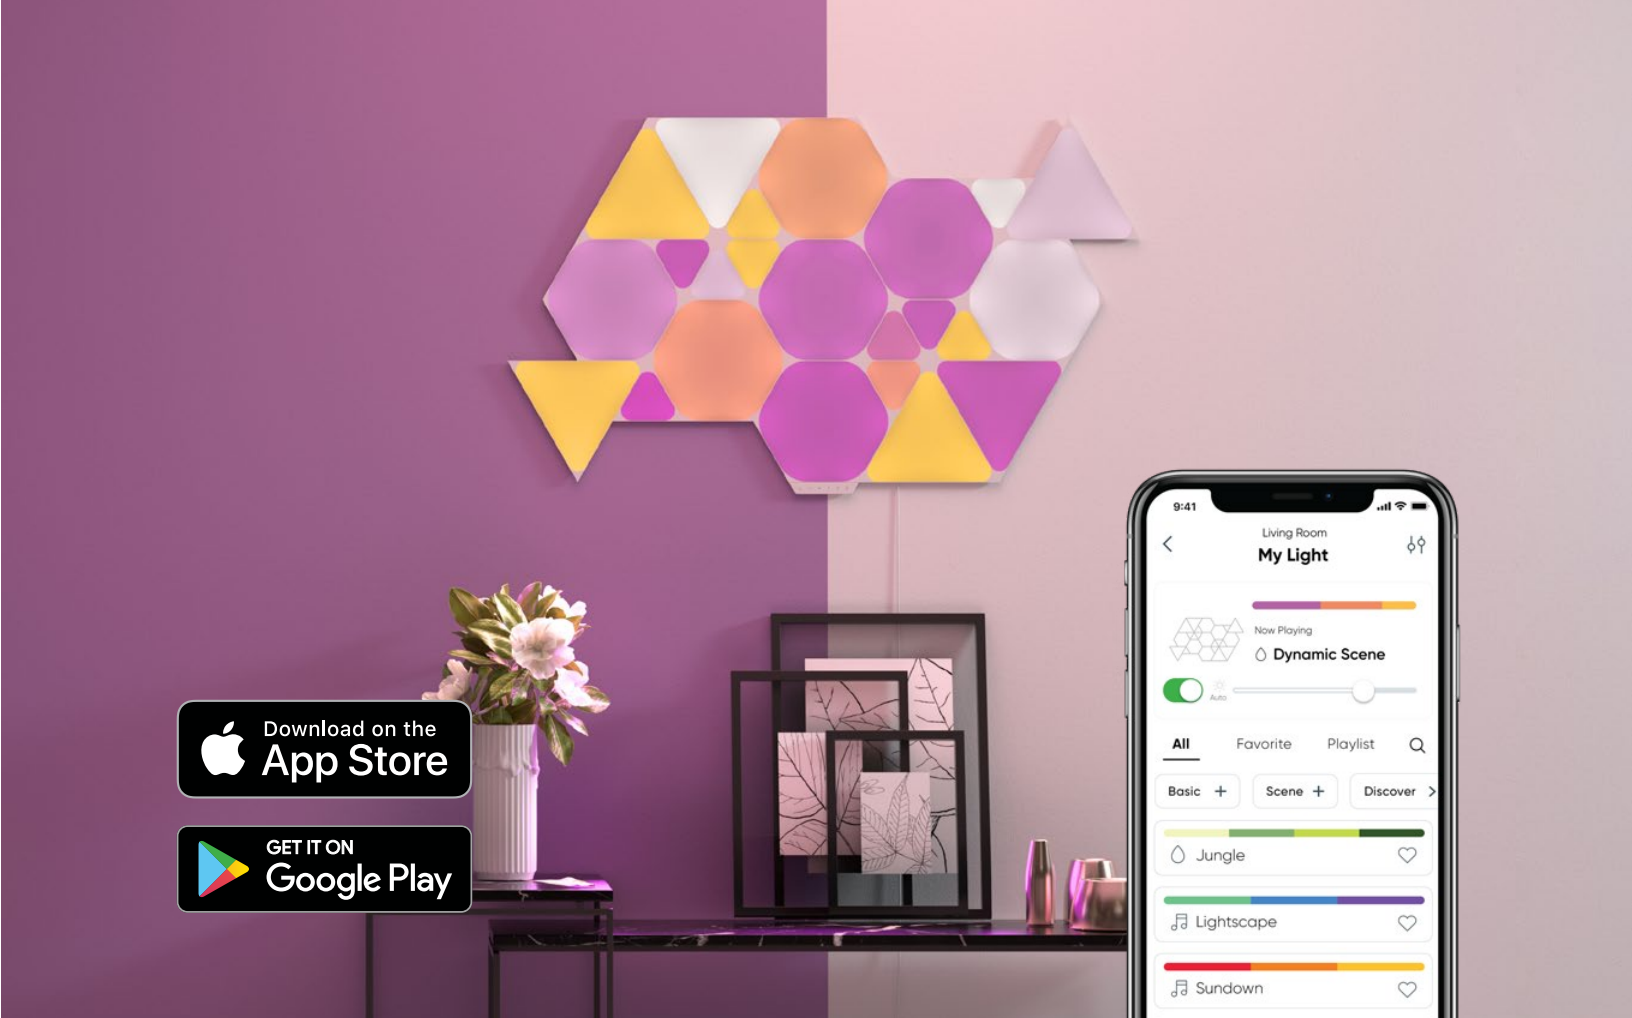 Download on the
App Store
GET IT ON
Google Play
9:41
Living Room
My Light
Now Playing
Dynamic Scene
Auto
All Favorite Playlist
Basic + Scene + Discover
Jungle
Lightscape
Sundown